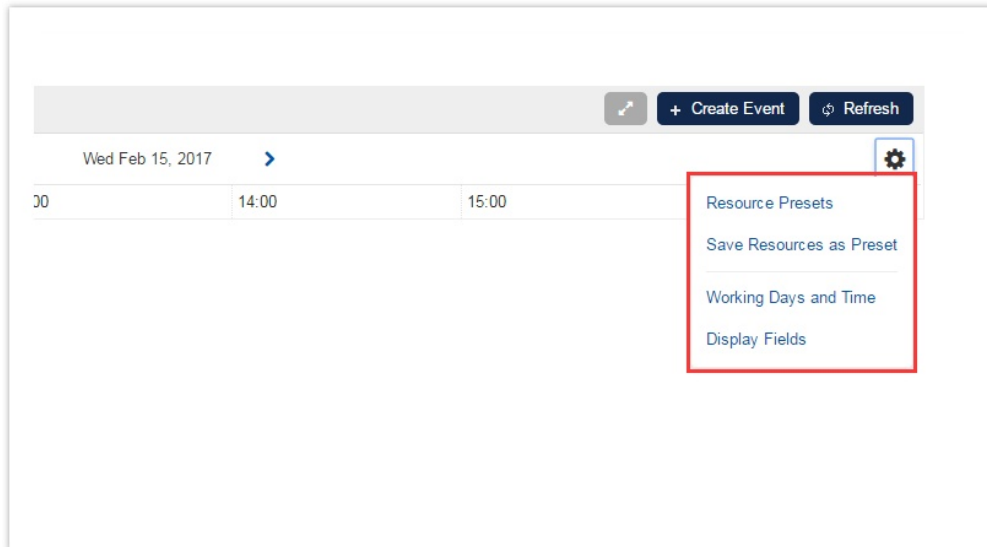 + Create Event
Refresh
Wed Feb 15, 2017
00 14:00 15:00
Resource Presets
Save Resources as Preset
Working Days and Time
Display Fields